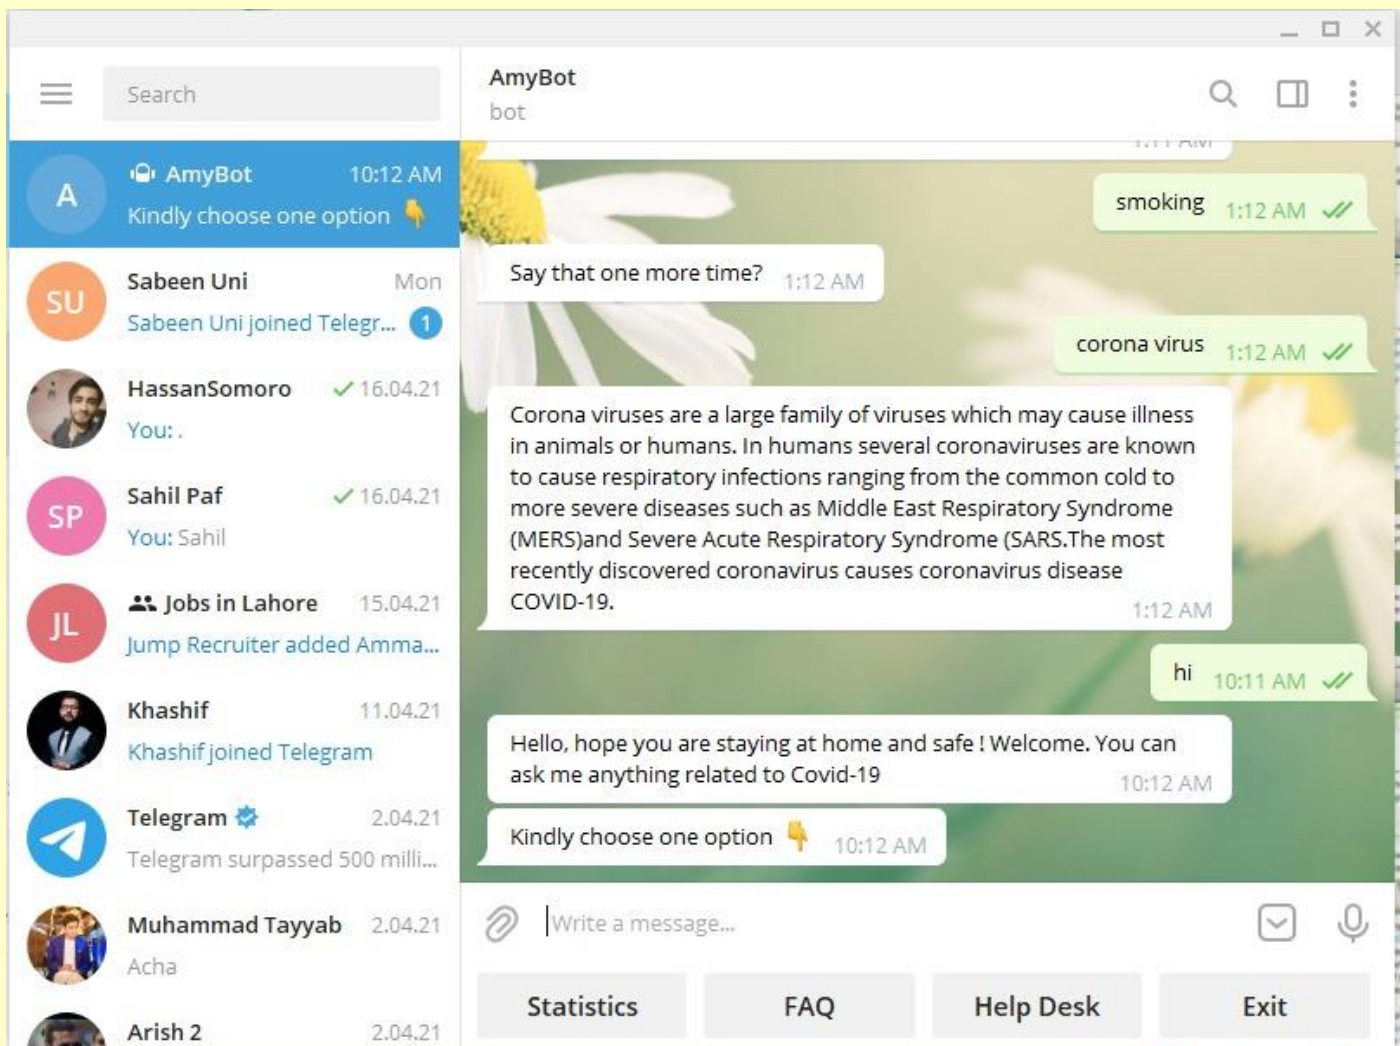 Search
AmyBot 10:12 AM
Kindly choose one option 👇
A
SU
Sabeen Uni Mon
Sabeen Uni joined Telegr... 1
HassanSomoro 16.04.21
You: .
SP
Sahil Paf 16.04.21
You: Sahil
JL
Jobs in Lahore 15.04.21
Jump Recruiter added Amma...
Khashif 11.04.21
Khashif joined Telegram
Telegram 2.04.21
Telegram surpassed 500 milli...
Muhammad Tayyab 2.04.21
Acha
Arish 2 2.04.21
AmyBot
bot
1:11 AM
smoking 1:12 AM
Say that one more time? 1:12 AM
corona virus 1:12 AM
Corona viruses are a large family of viruses which may cause illness
in animals or humans. In humans several coronaviruses are known
to cause respiratory infections ranging from the common cold to
more severe diseases such as Middle East Respiratory Syndrome
(MERS)and Severe Acute Respiratory Syndrome (SARS.The most
recently discovered coronavirus causes coronavirus disease
COVID-19. 1:12 AM
hi 10:11 AM
Hello, hope you are staying at home and safe ! Welcome. You can
ask me anything related to Covid-19 10:12 AM
Kindly choose one option 👇 10:12 AM
Write a message...
Statistics FAQ Help Desk Exit